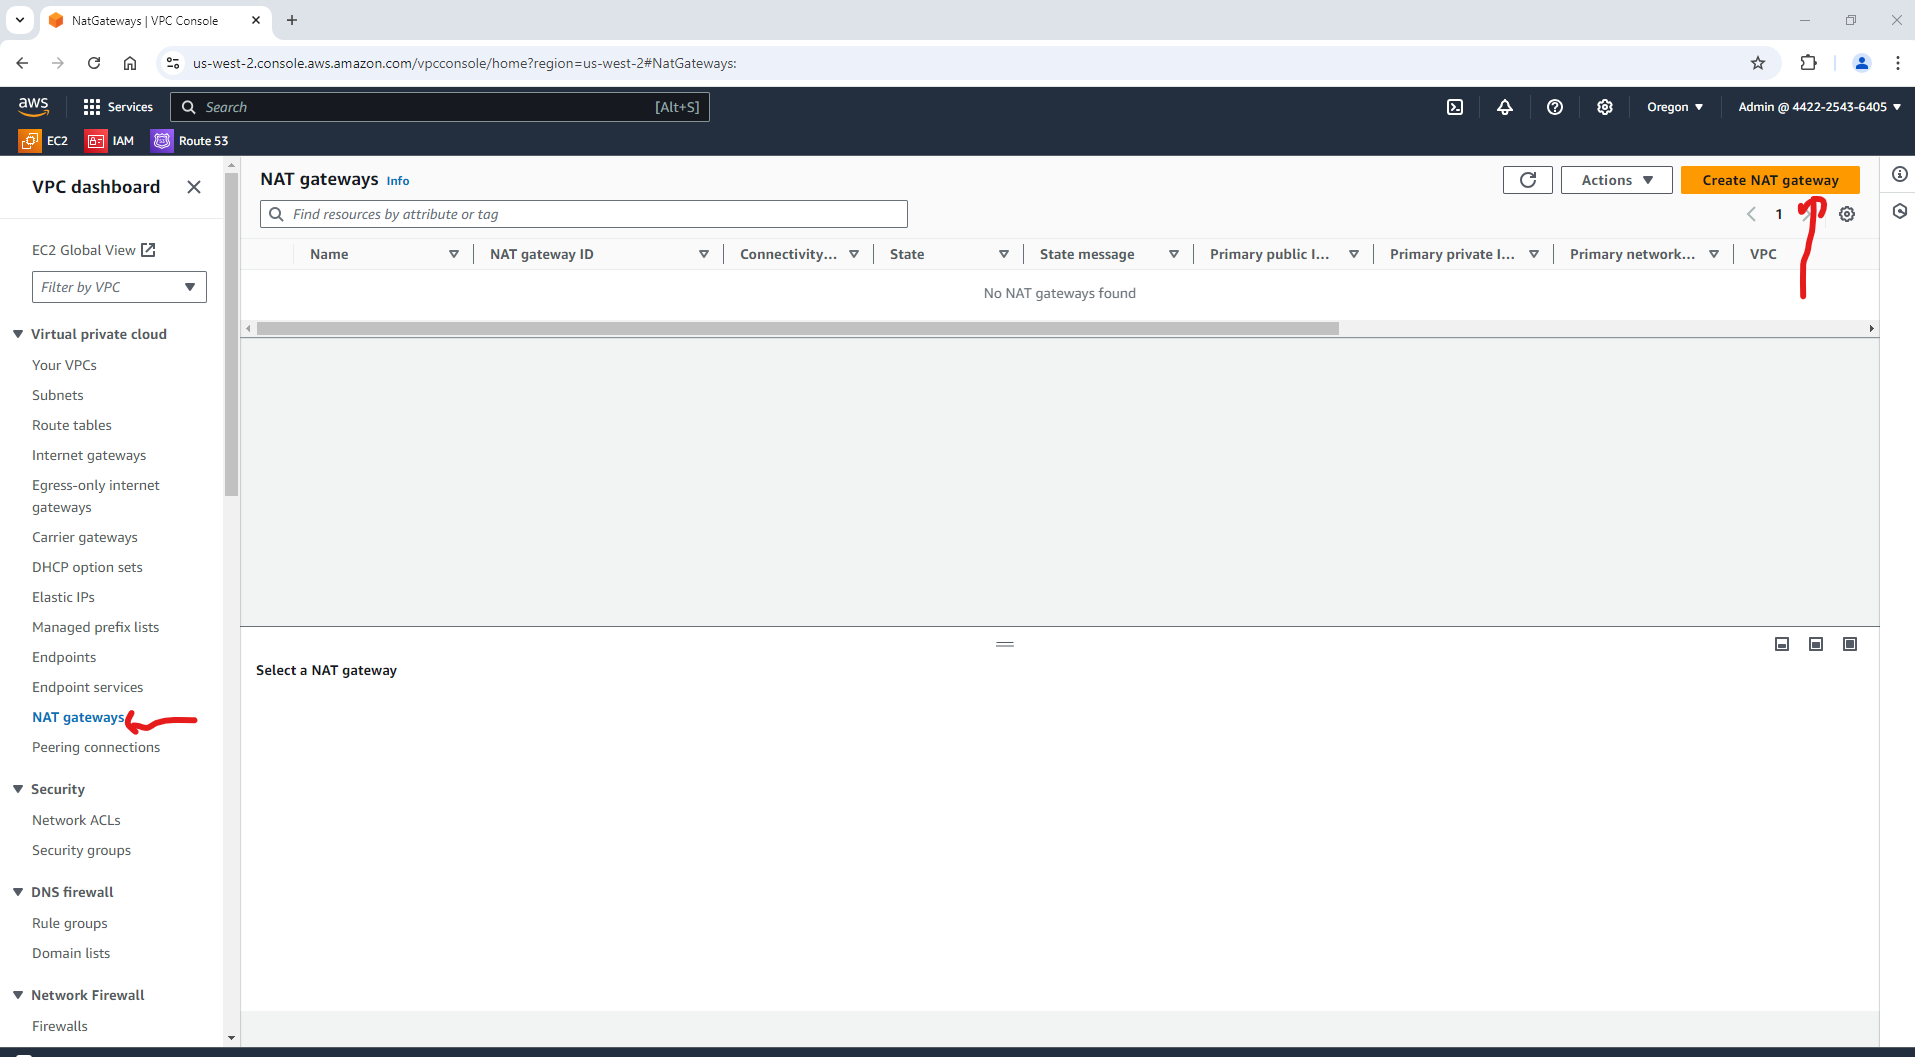 NatGateways | VPC Console
us-west-2.console.aws.amazon.com/vpcconsole/home?region=us-west-2#NatGateways:
aws Services Search [Alt+S] Oregon Admin @ 4422-2543-6405
EC2 IAM Route 53
VPC dashboard
EC2 Global View
Filter by VPC
Virtual private cloud
Your VPCs
Subnets
Route tables
Internet gateways
Egress-only internet
gateways
Carrier gateways
DHCP option sets
Elastic IPs
Managed prefix lists
Endpoints
Endpoint services
NAT gateways
Peering connections
Security
Network ACLs
Security groups
DNS firewall
Rule groups
Domain lists
Network Firewall
Firewalls
NAT gateways Info
Actions
Create NAT gateway
Find resources by attribute or tag
1
Name NAT gateway ID Connectivity... State State message Primary public I... Primary private I... Primary network... VPC
No NAT gateways found
Select a NAT gateway